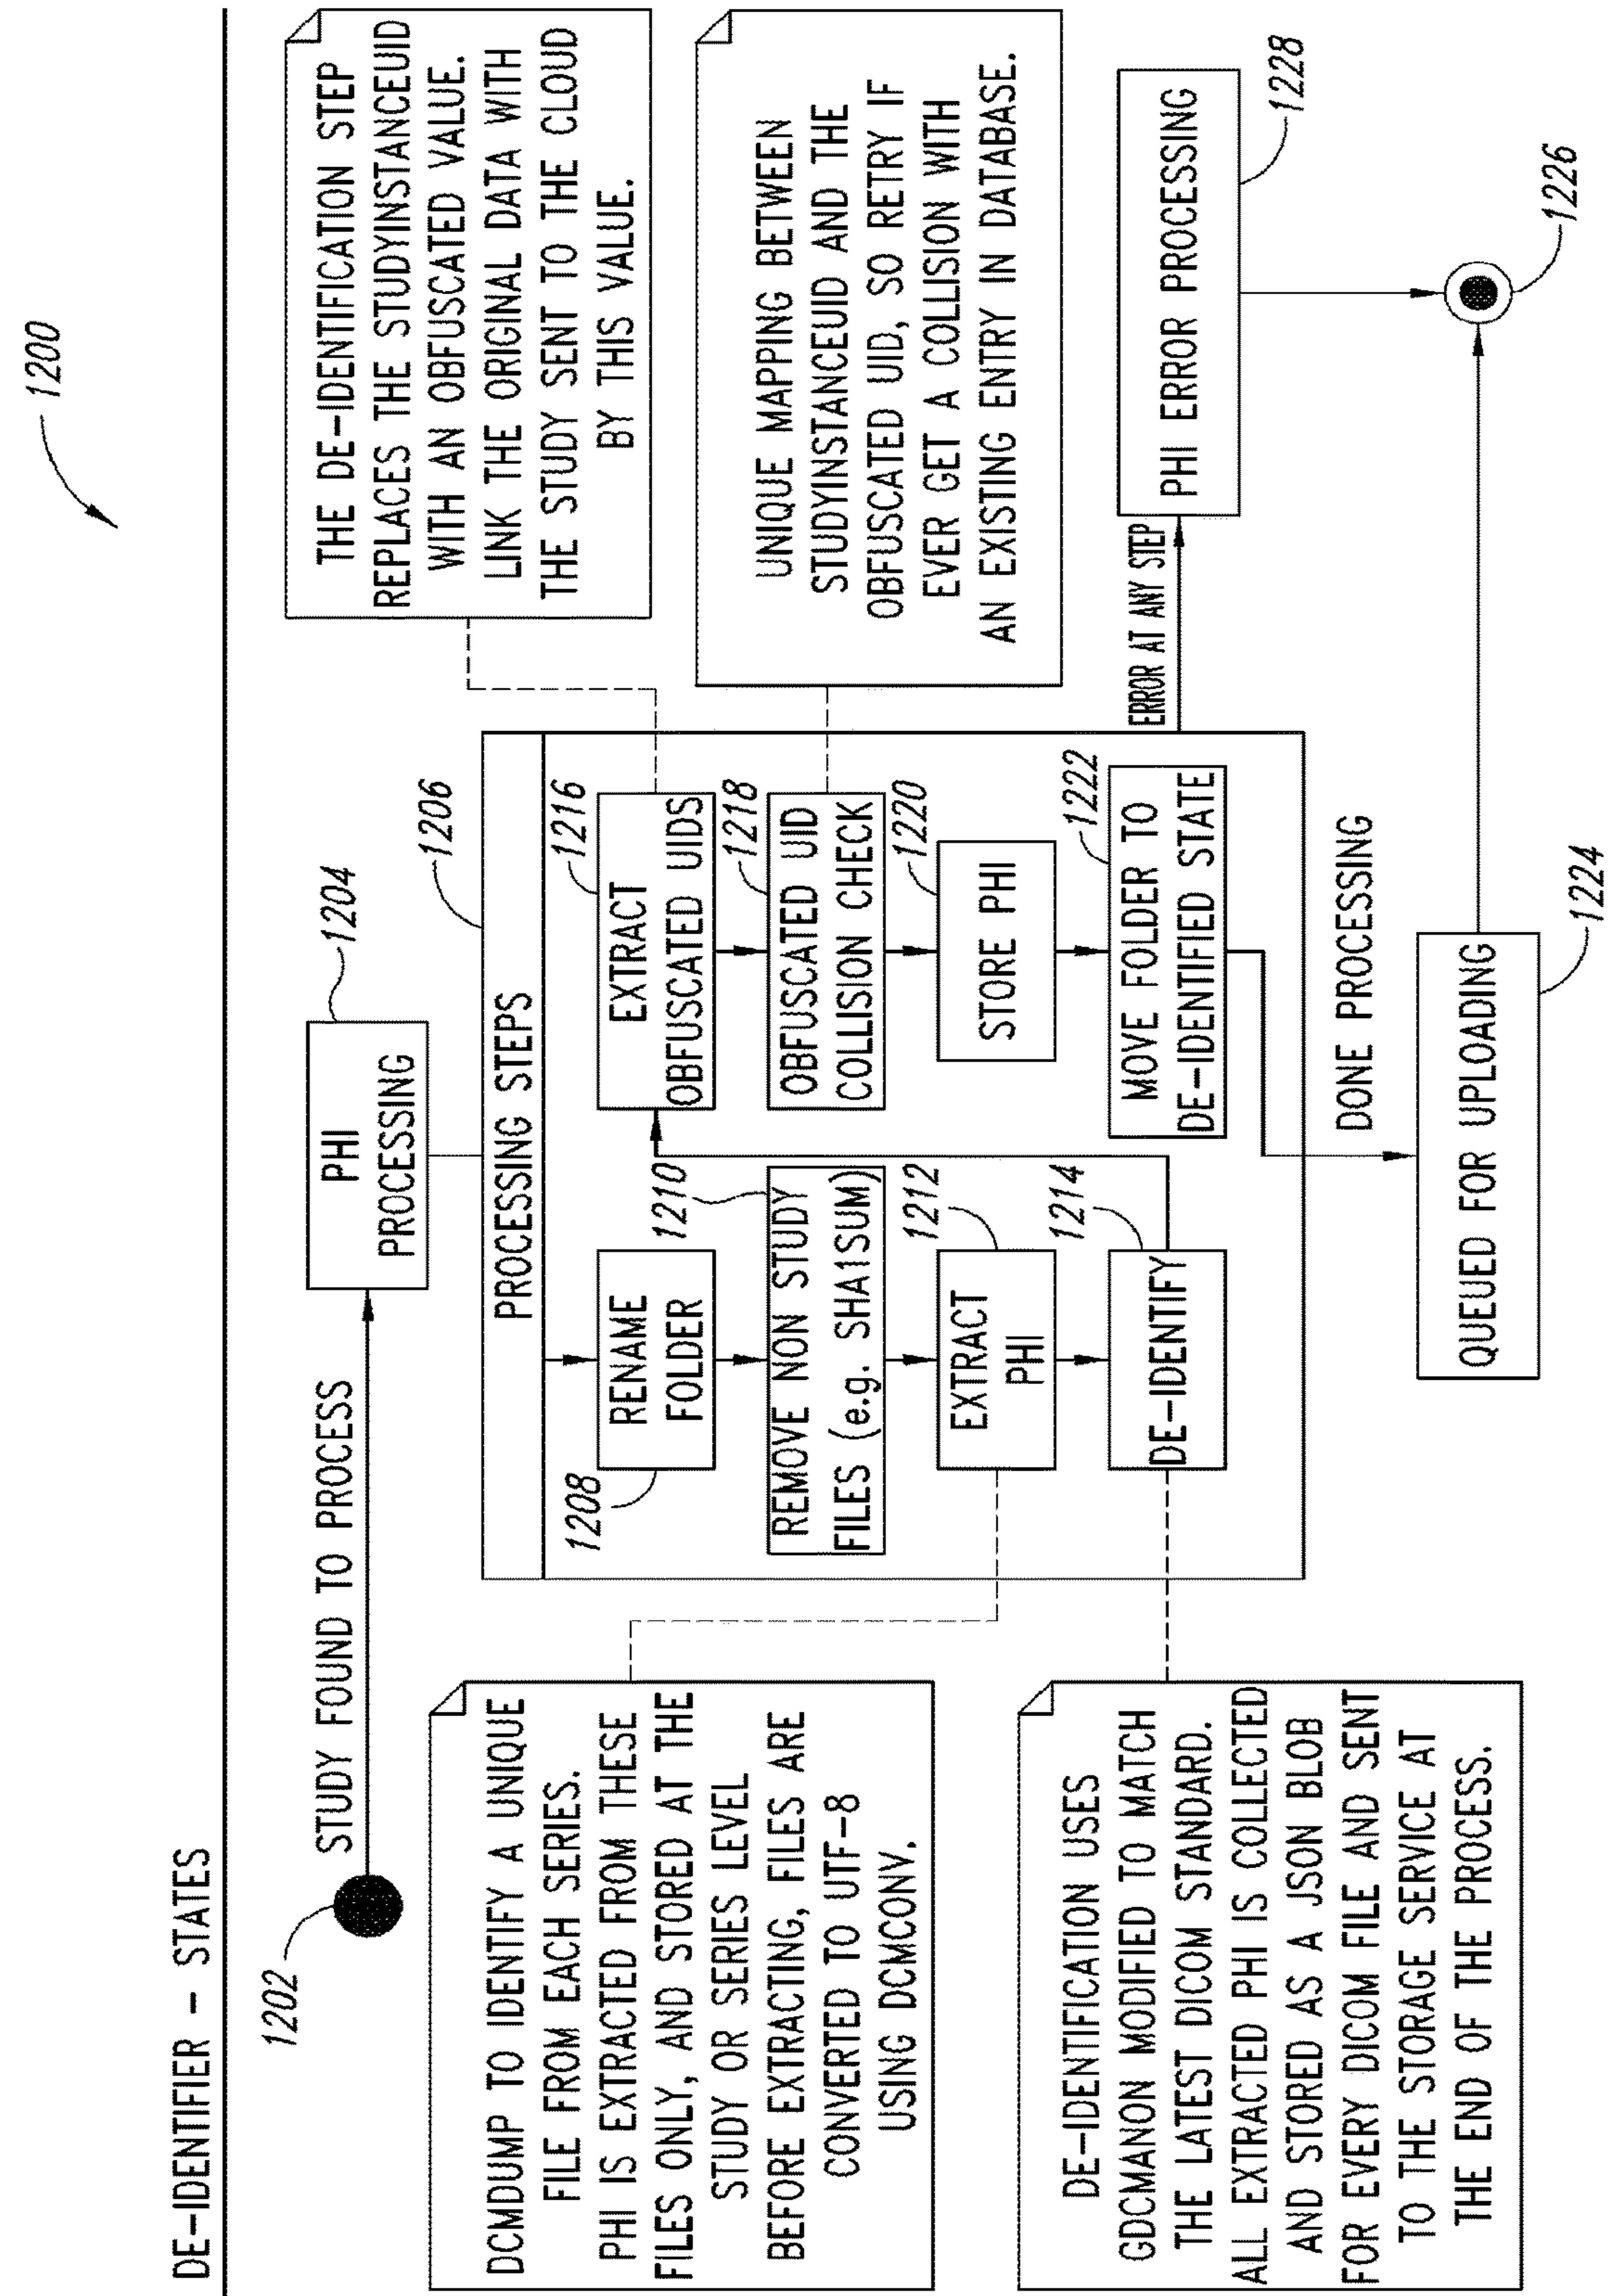 DE-IDENTIFIER - STATES
1200
1202
STUDY FOUND TO PROCESS
PHI
PROCESSING
1204
THE DE-IDENTIFICATION STEP
REPLACES THE STUDYINSTANCEUID
WITH AN OBFUSCATED VALUE.
LINK THE ORIGINAL DATA WITH
THE STUDY SENT TO THE CLOUD
BY THIS VALUE.
DCMDUMP TO IDENTIFY A UNIQUE
FILE FROM EACH SERIES.
PHI IS EXTRACTED FROM THESE
FILES ONLY, AND STORED AT THE
STUDY OR SERIES LEVEL
BEFORE EXTRACTING, FILES ARE
CONVERTED TO UTF-8
USING DCMCONV.
PROCESSING STEPS
1206
1208
RENAME
FOLDER
1210
REMOVE NON STUDY
FILES (e.g. SHA1SUM)
1212
EXTRACT
PHI
1214
DE-IDENTIFY
1216
EXTRACT
OBFUSCATED UIDS
1218
OBFUSCATED UID
COLLISION CHECK
1220
STORE PHI
1222
MOVE FOLDER TO
DE-IDENTIFIED STATE
UNIQUE MAPPING BETWEEN
STUDYINSTANCEUID AND THE
OBFUSCATED UID, SO RETRY IF
EVER GET A COLLISION WITH
AN EXISTING ENTRY IN DATABASE.
DE-IDENTIFICATION USES
GDCMANON MODIFIED TO MATCH
THE LATEST DICOM STANDARD.
ALL EXTRACTED PHI IS COLLECTED
AND STORED AS A JSON BLOB
FOR EVERY DICOM FILE AND SENT
TO THE STORAGE SERVICE AT
THE END OF THE PROCESS.
ERROR AT ANY STEP
PHI ERROR PROCESSING
1228
DONE PROCESSING
QUEUED FOR UPLOADING
1224
1226